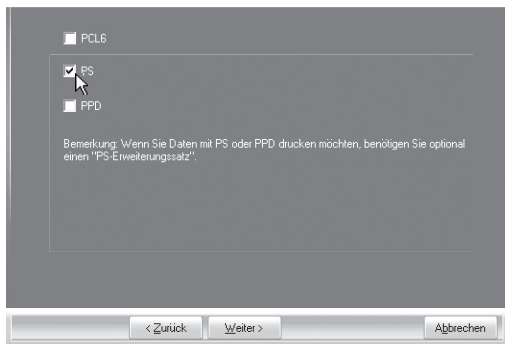 PCL6
PS
PPD
Bemerkung: Wenn Sie Daten mit PS oder PPD drucken möchten, benötigen Sie optional
einen "PS-Erweiterungssatz".
< Zurück Weiter > Abbrechen